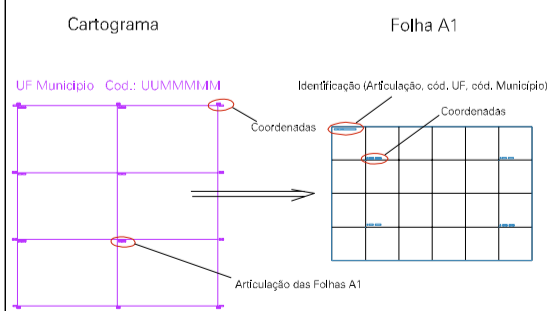 Cartograma
Folha A1
UF Municipio Cod.: UUMMMMM
Identificação (Articulação, cód. UF, cód. Município)
Coordenadas
Coordenadas
Articulação das Folhas A1